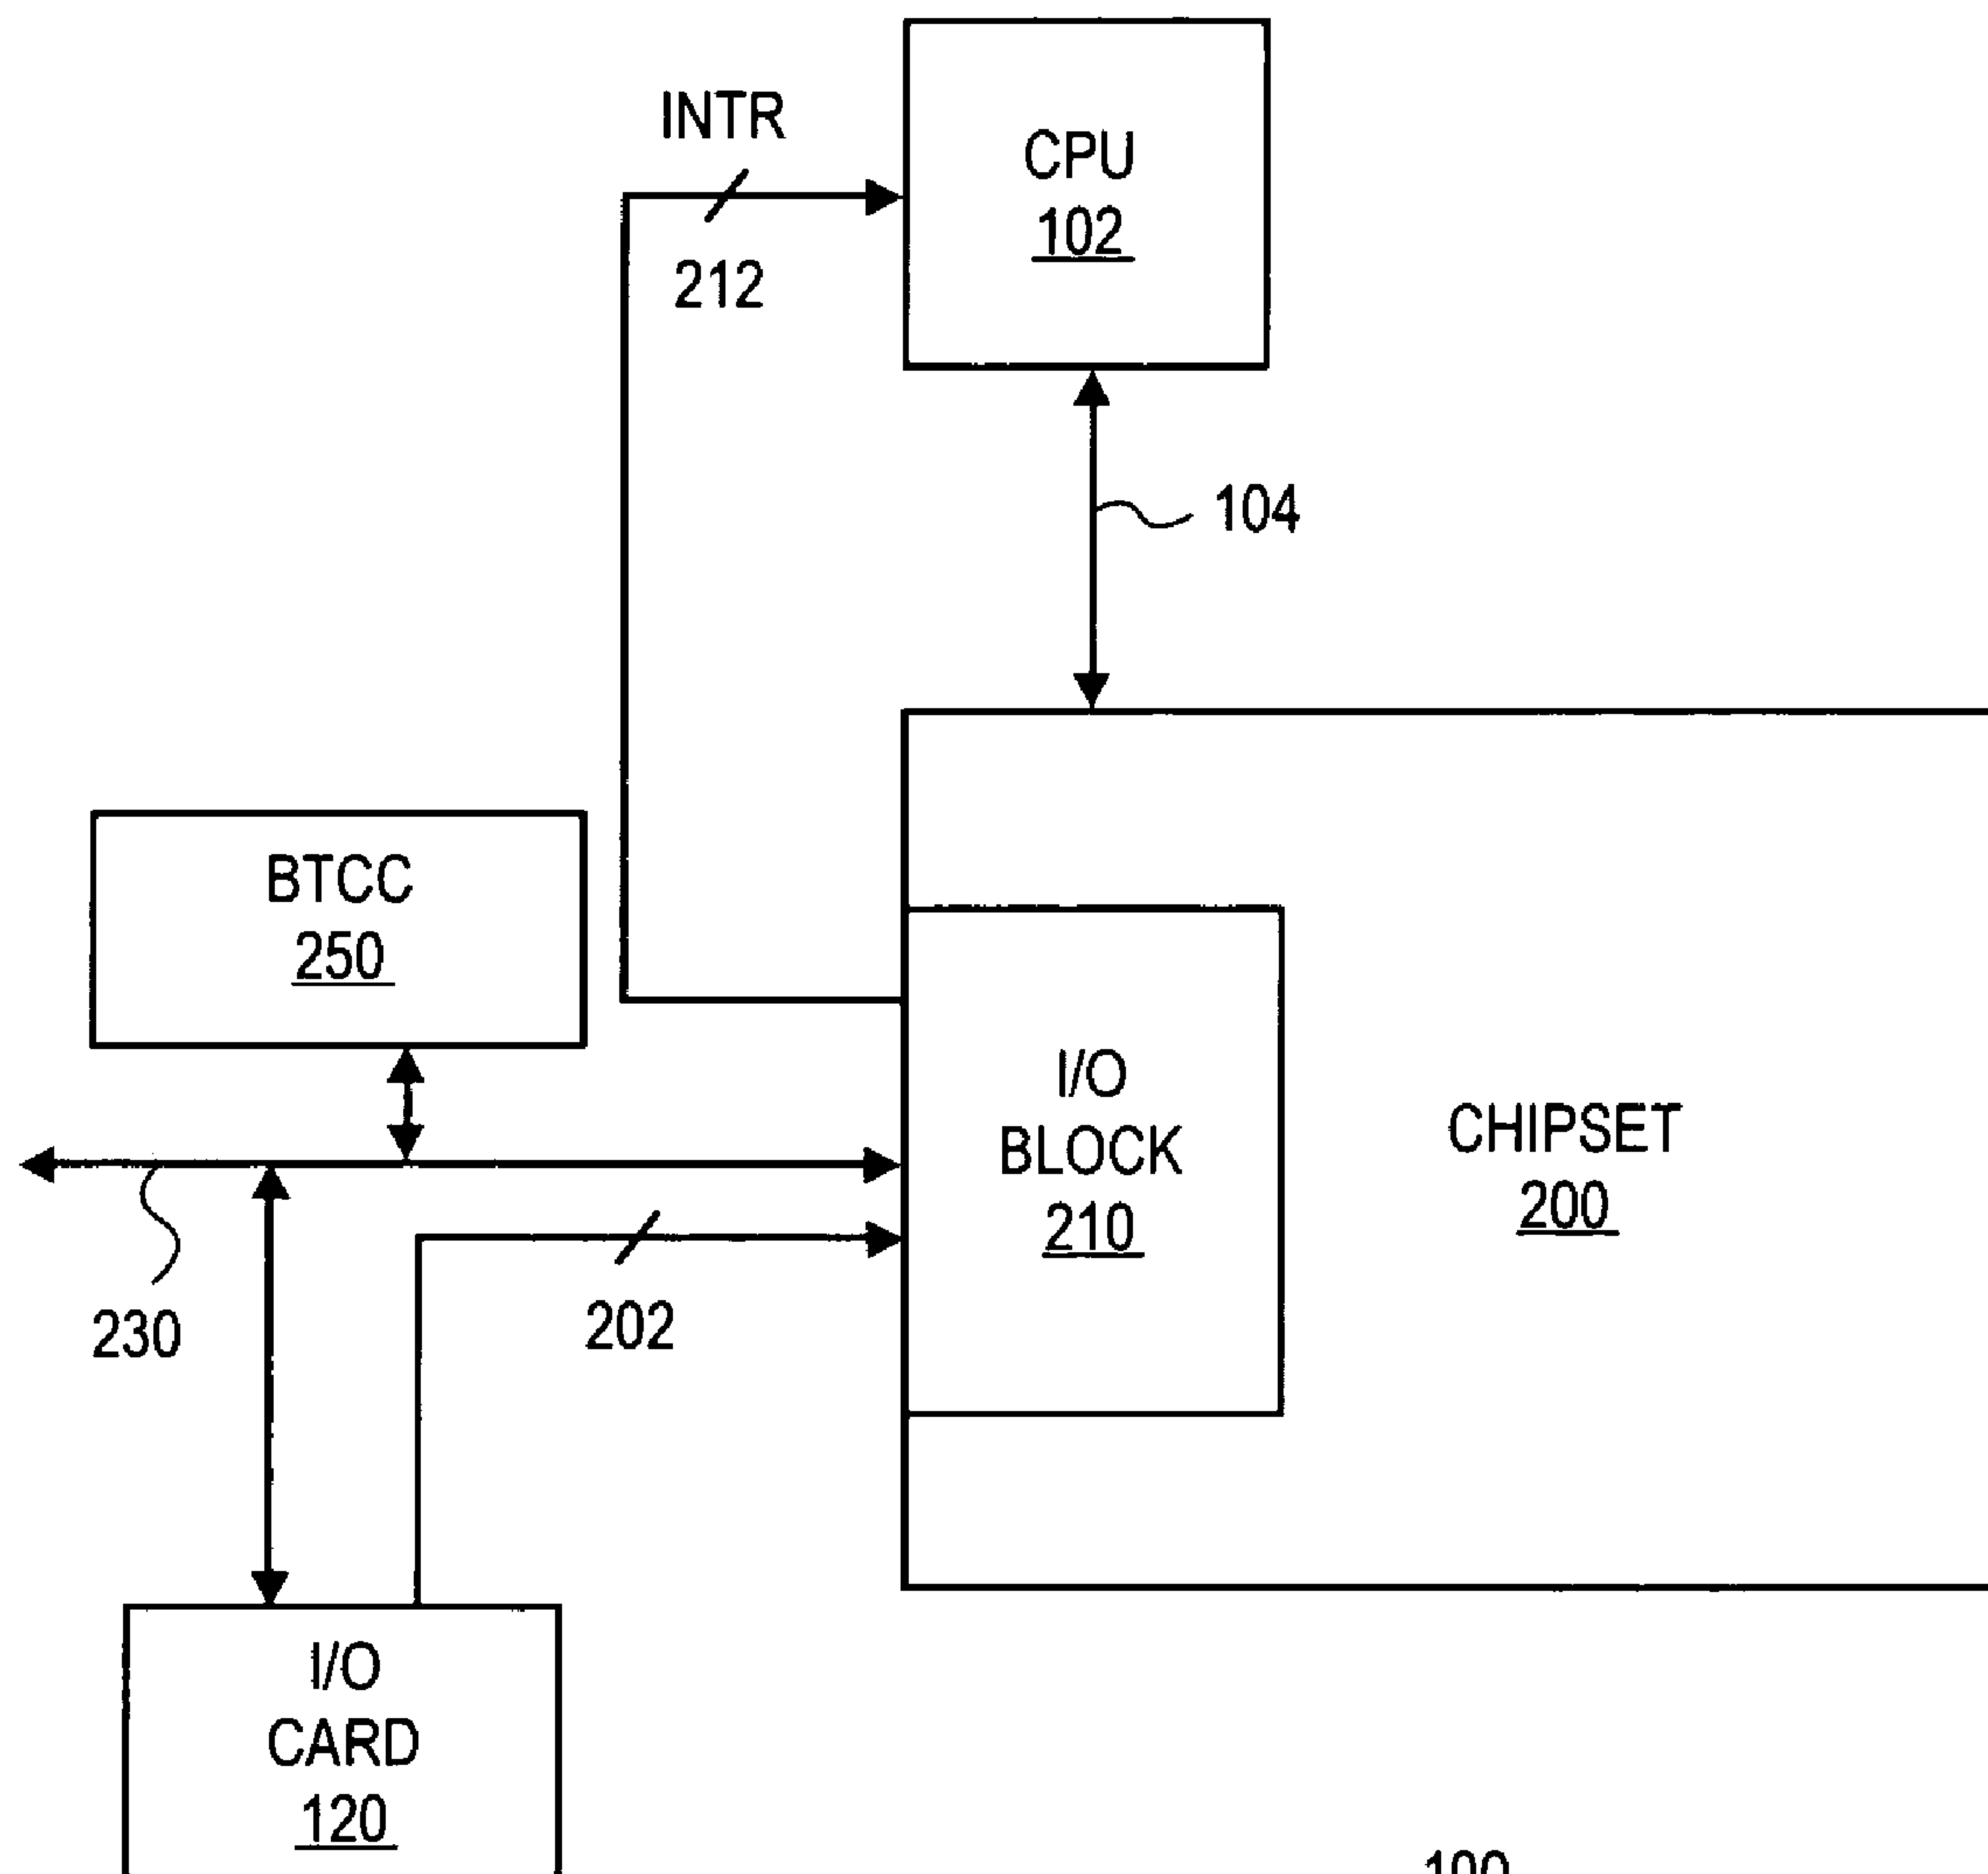 INTR
212
CPU
102
104
BTCC
250
I/O
BLOCK
210
CHIPSET
200
230
202
I/O
CARD
120